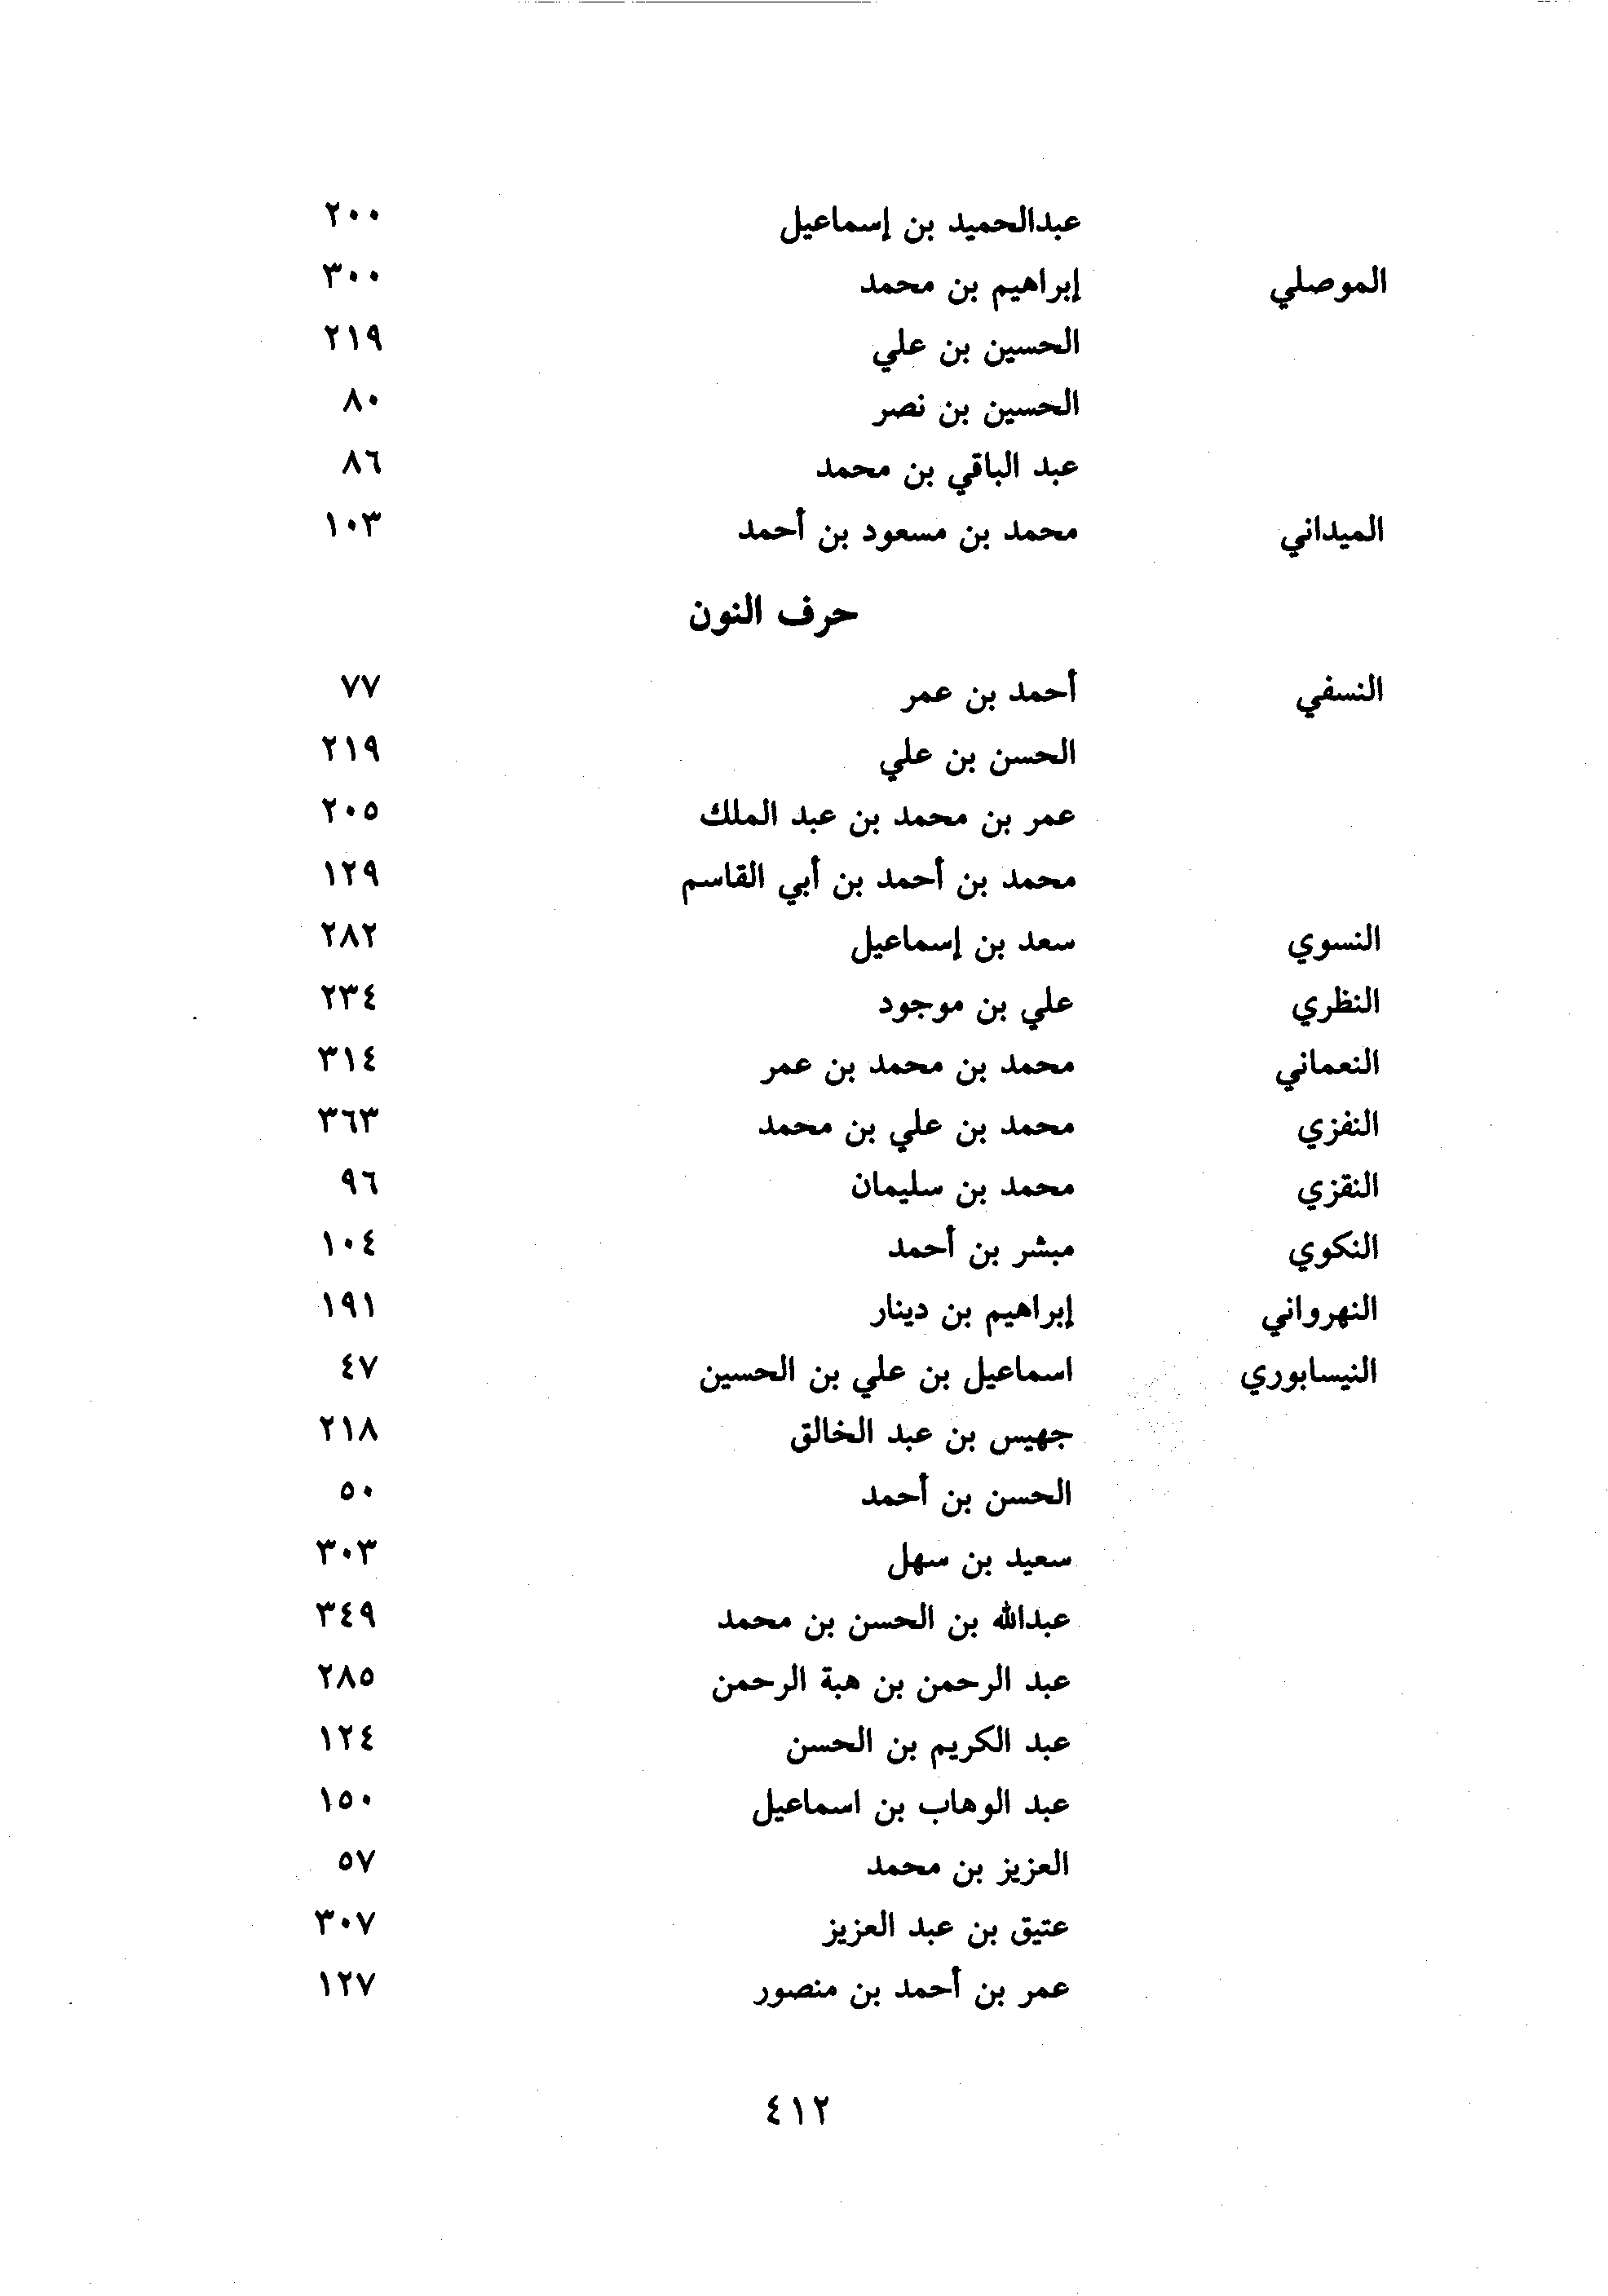 عبدالحميد بن إسماعيل ٢٠٠
الموصلي إبراهيم بن محمد ٣٠٠
الحسين بن علي ٢١٩
الحسين بن نصر ٨٠
عبد الباقي بن محمد ٨٦
الميداني محمد بن مسعود بن أحمد ١٠٣
حرف النون
النسفي أحمد بن عمر ٧٧
الحسن بن علي ٢١٩
عمر بن محمد بن عبد الملك ٢٠٥
محمد بن أحمد بن أبي القاسم ١٢٩
النسوي سعد بن إسماعيل ٢٨٢
النظري علي بن موجود ٢٣٤
النعماني محمد بن محمد بن عمر ٣١٤
النفزي محمد بن علي بن محمد ٣٦٣
النقزي محمد بن سليمان ٩٦
النكوي مبشر بن أحمد ١٠٤
النهرواني إبراهيم بن دينار ١٩١
النيسابوري اسماعيل بن علي بن الحسين ٤٧
جهيس بن عبد الخالق ٢١٨
الحسن بن أحمد ٥٠
سعيد بن سهل ٣٠٣
عبدالله بن الحسن بن محمد ٣٤٩
عبد الرحمن بن هبة الرحمن ٢٨٥
عبد الكريم بن الحسن ١٢٤
عبد الوهاب بن اسماعيل ١٥٠
العزيز بن محمد ٥٧
عتيق بن عبد العزيز ٣٠٧
عمر بن أحمد بن منصور ١٢٧
٤١٢